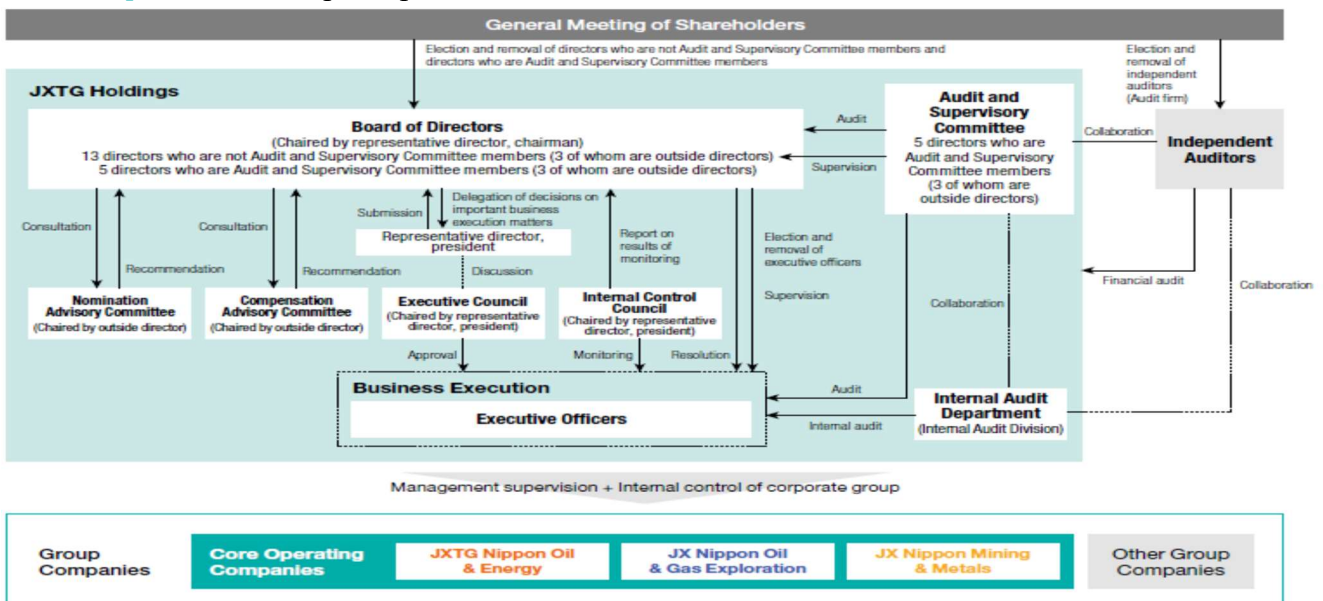 General Meeting of Shareholders
Election and removal of directors who are not Audit and Supervisory Committee members and
directors who are Audit and Supervisory Committee members
Election and
removal of
independent
auditors
(Audit firm)
JXTG Holdings
Board of Directors
(Chaired by representative director, chairman)
13 directors who are not Audit and Supervisory Committee members (3 of whom are outside directors)
5 directors who are Audit and Supervisory Committee members (3 of whom are outside directors)
Audit
Supervision
Audit and
Supervisory
Committee
5 directors who are
Audit and Supervisory
Committee members
(3 of whom are
outside directors)
Collaboration
Independent
Auditors
Consultation
Recommendation
Consultation
Recommendation
Submission
Delegation of decisions on
important business
execution matters
Representative director,
president
Discussion
Report on
results of
monitoring
Election and
removal of
executive officers
Supervision
Collaboration
Financial audit
Collaboration
Nomination
Advisory Committee
(Chaired by outside director)
Compensation
Advisory Committee
(Chaired by outside director)
Executive Council
(Chaired by representative
director, president)
Internal Control
Council
(Chaired by representative
director, president)
Approval
Monitoring
Resolution
Business Execution
Executive Officers
Audit
Internal audit
Internal Audit
Department
(Internal Audit Division)
Management supervision + Internal control of corporate group
Group
Companies
Core Operating
Companies
JXTG Nippon Oil
& Energy
JX Nippon Oil
& Gas Exploration
JX Nippon Mining
& Metals
Other Group
Companies